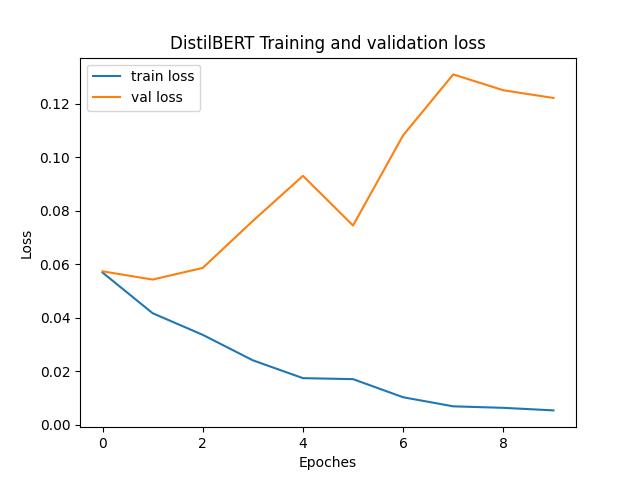 DistilBERT Training and validation loss
train loss
val loss
0.12
0.10
0.08
0.06
0.04
0.02
0.00
Loss
0 2 4 6 8
Epoches